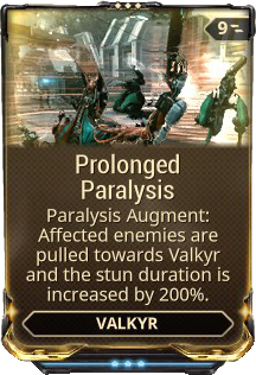 9
Prolonged
Paralysis
Paralysis Augment:
Affected enemies are
pulled towards Valkyr
and the stun duration is
increased by 200%.
VALKYR